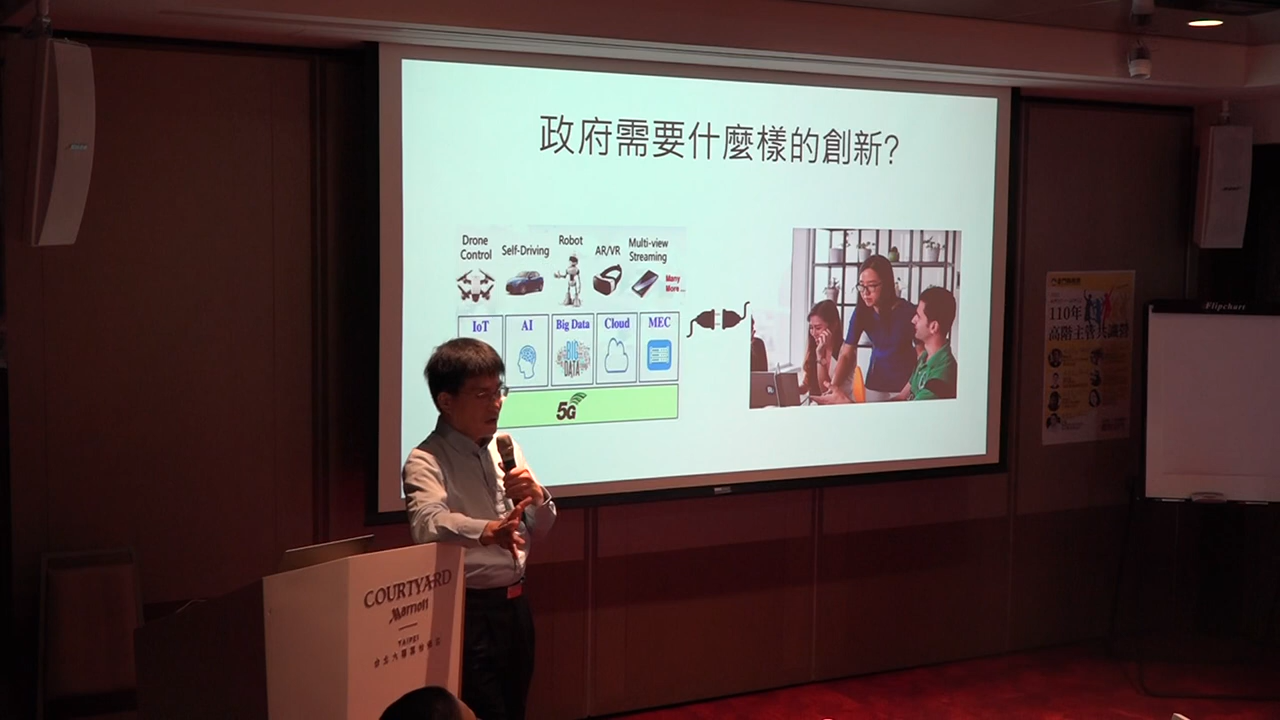 政府需要什麼樣的創新?
Drone
Control
Self-Driving
Robot
AR/VR
Multi-view
Streaming
Many
More ...
IoT
AI
Big Data
Cloud
MEC
BIG
DATA
5G
110年
高階主管共識營
Flipchart
COURTYARD
Marriott
TAIPEI